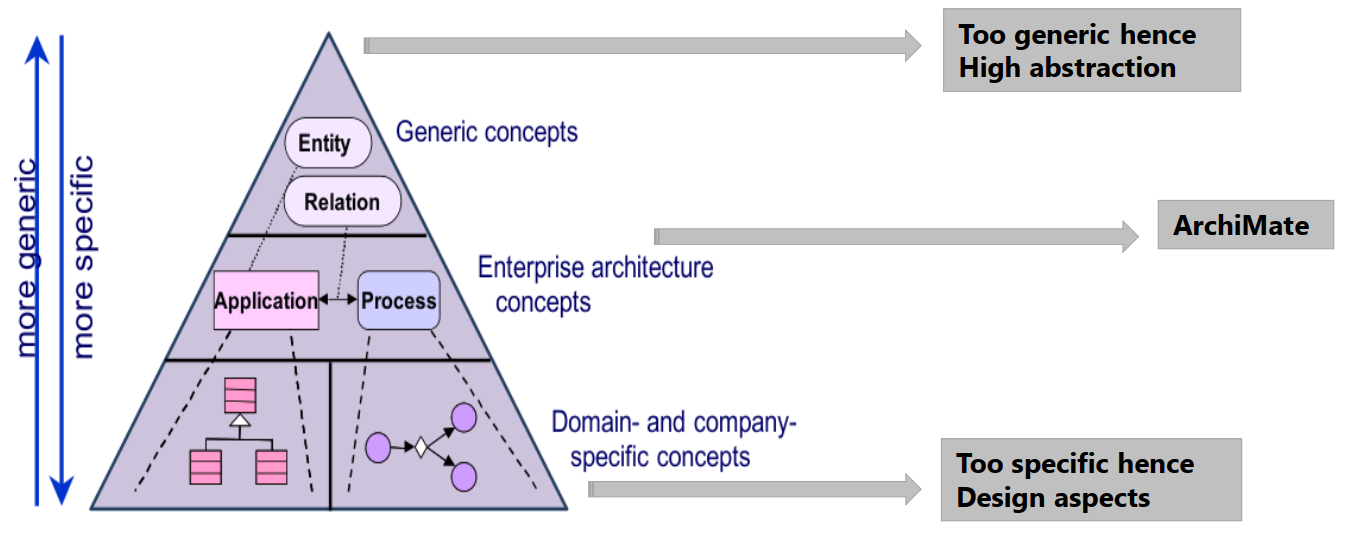 more generic
more specific
Entity
Relation
Generic concepts
Too generic hence
High abstraction
Application
Process
Enterprise architecture
concepts
ArchiMate
Domain- and company-
specific concepts
Too specific hence
Design aspects